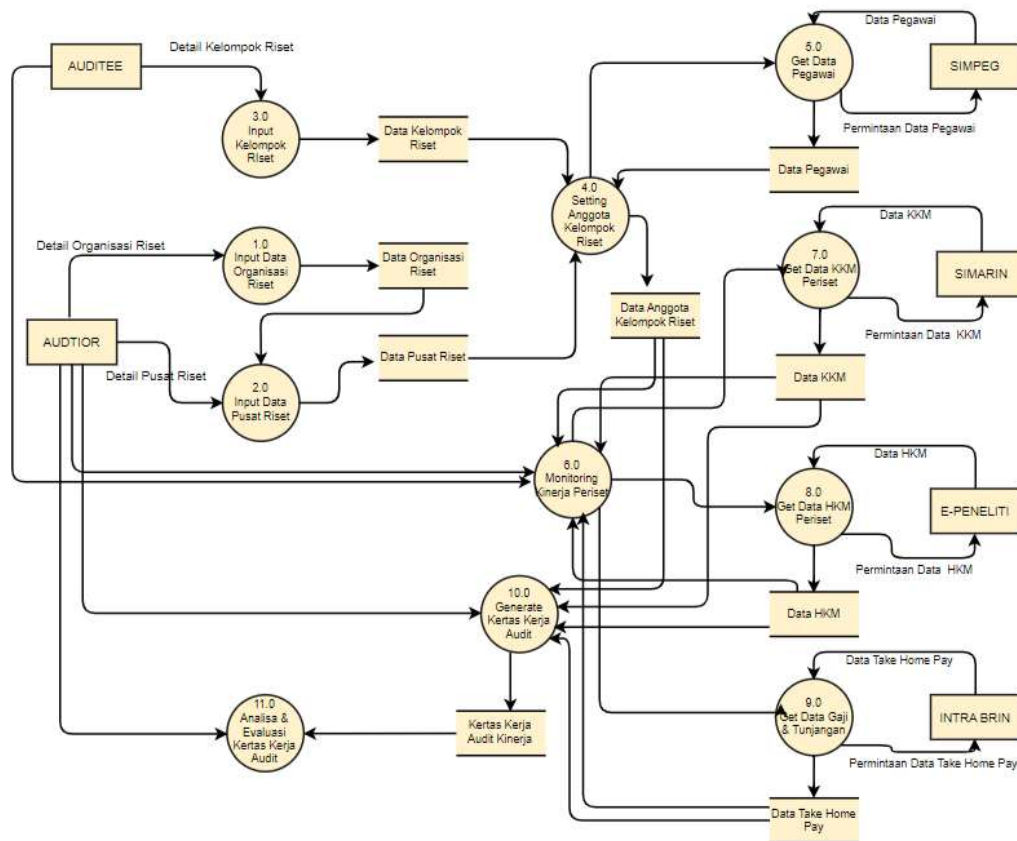 Detail Kelompok Riset
AUDITEE
3.0
Input
Kelompok
RIset
Data Kelompok
Riset
Data Pegawai
5.0
Get Data
Pegawai
SIMPEG
Permintaan Data Pegawai
Data Pegawai
4.0
Setting
Anggota
Kelompok
Riset
Detail Organisasi Riset
1.0
Input Data
Organisasi
Riset
Data Organisasi
Riset
Data KKM
7.0
Get Data KKM
Periset
SIMARIN
Permintaan Data KKM
Data Anggota
Kelompok Riset
AUDTIOR
Detail Pusat Riset
2.0
Input Data
Pusat Riset
Data Pusat Riset
Data KKM
6.0
Monitoring
Kinerja Periset
Data HKM
8.0
Get Data HKM
Periset
E-PENELITI
Permintaan Data HKM
Data HKM
10.0
Generate
Kertas Kerja
Audit
Data Take Home Pay
9.0
Get Data Gaji
& Tunjangan
INTRA BRIN
Permintaan Data Take Home Pay
11.0
Analisa &
Evaluasi
Kertas Kerja
Audit
Kertas Kerja
Audit Kinerja
Data Take Home
Pay